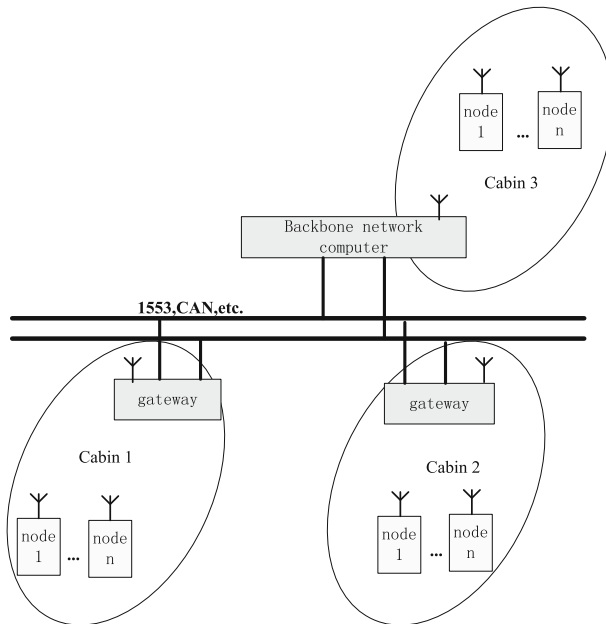 node
1
...
node
n
Cabin 3
Backbone network
computer
1553,CAN,etc.
gateway
Cabin 1
node
1
...
node
n
gateway
Cabin 2
node
1
...
node
n